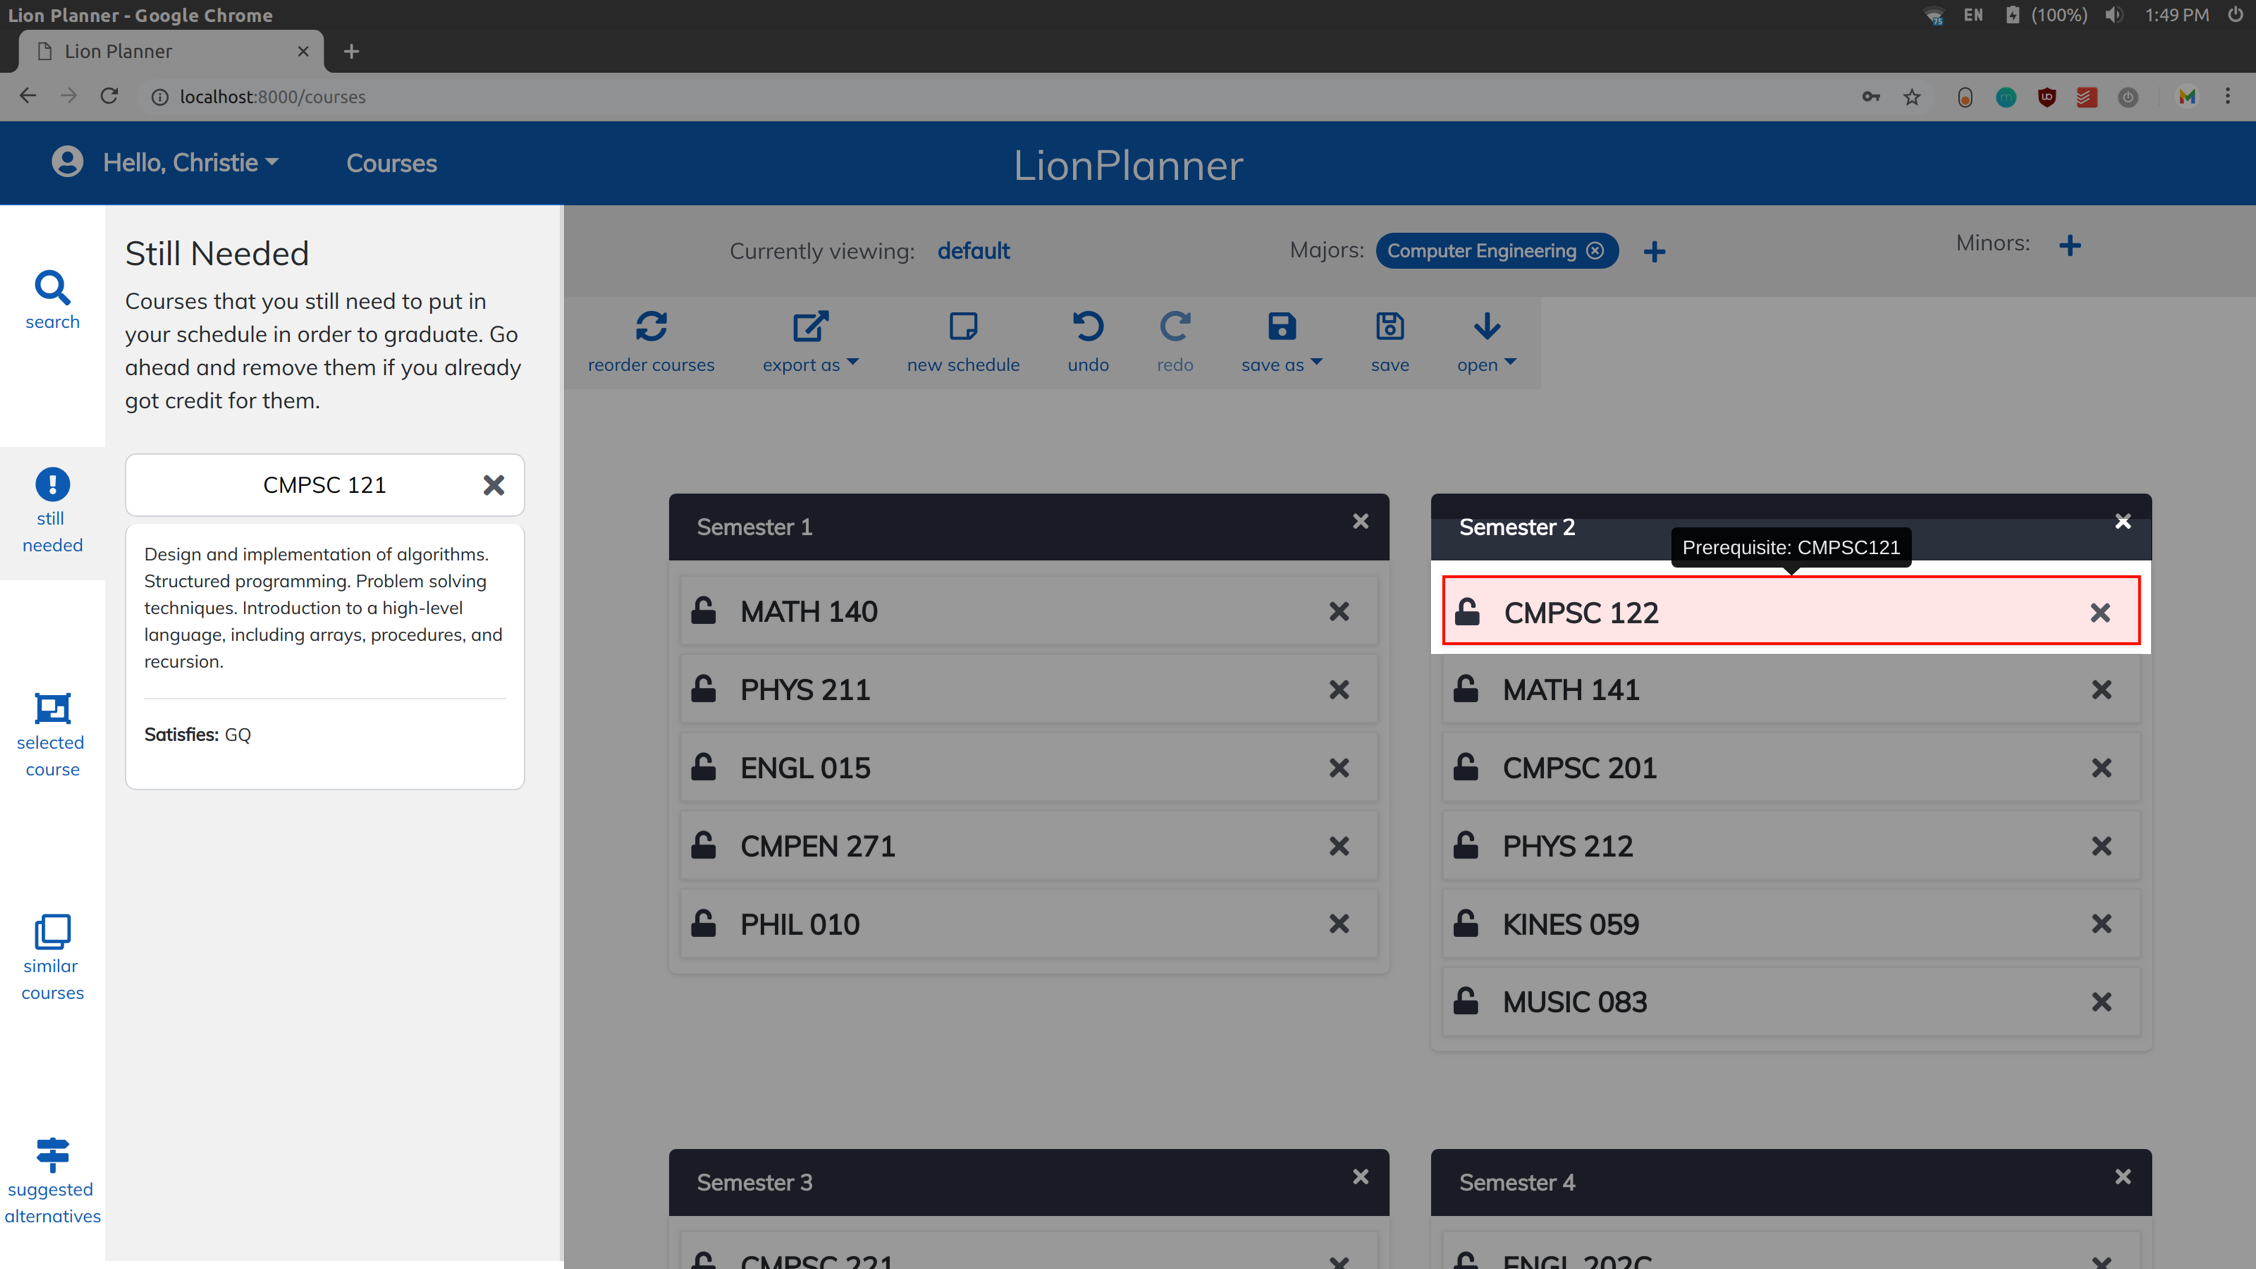 Lion Planner - Google Chrome
75 EN (100%) 1:49 PM
Lion Planner
localhost:8000/courses
Hello, Christie
Courses
LionPlanner
search
still
needed
selected
course
similar
courses
suggested
alternatives
Still Needed
Courses that you still need to put in
your schedule in order to graduate. Go
ahead and remove them if you already
got credit for them.
CMPSC 121
Design and implementation of algorithms.
Structured programming. Problem solving
techniques. Introduction to a high-level
language, including arrays, procedures, and
recursion.
Satisfies: GQ
Currently viewing: default
Majors: Computer Engineering
Minors:
reorder courses
export as
new schedule
undo
redo
save as
save
open
Semester 1
MATH 140
PHYS 211
ENGL 015
CMPEN 271
PHIL 010
Semester 2
Prerequisite: CMPSC121
CMPSC 122
MATH 141
CMPSC 201
PHYS 212
KINES 059
MUSIC 083
Semester 3
CMPSC 221
Semester 4
ENGL 202C